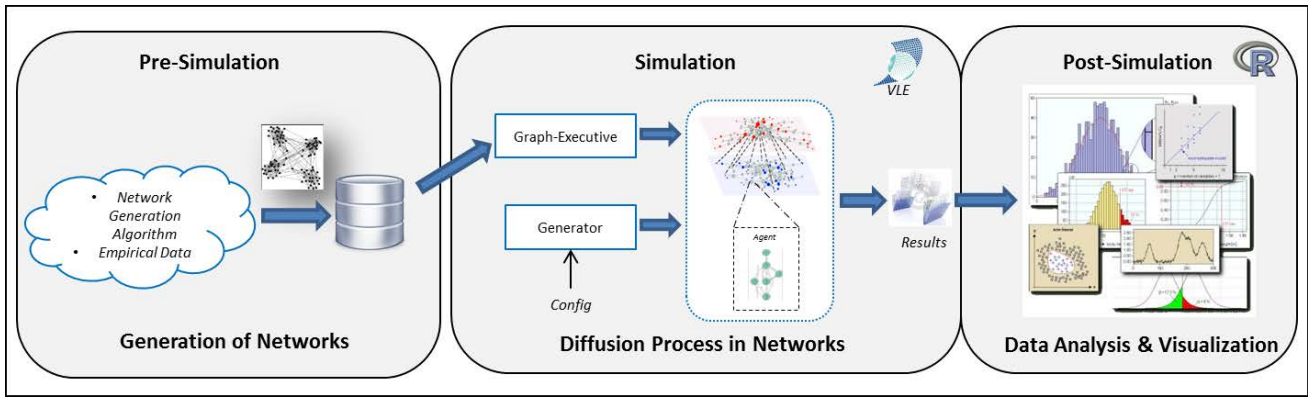 Pre-Simulation
• Network
Generation
Algorithm
• Empirical Data
Generation of Networks
Simulation
VLE
Graph-Executive
Generator
Config
Agent
Results
Diffusion Process in Networks
Post-Simulation
R
Data Analysis & Visualization